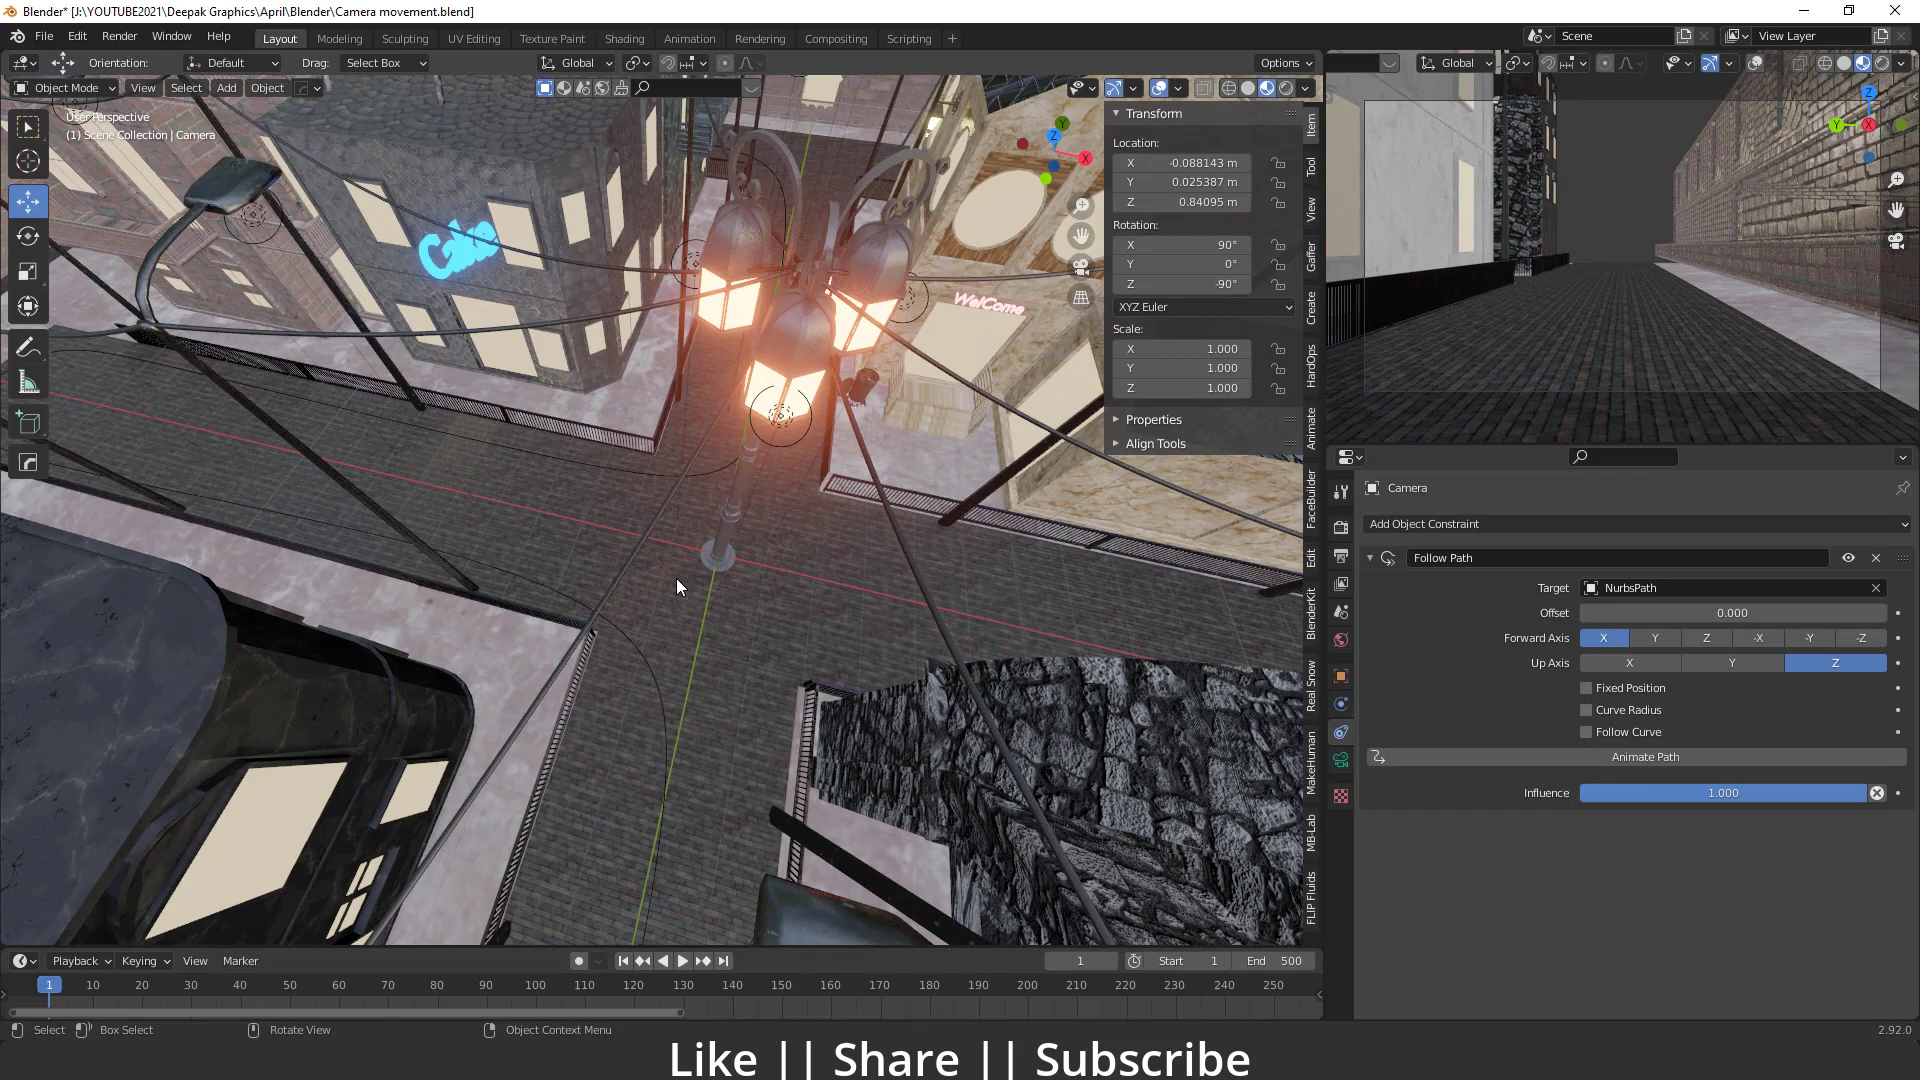 Blender* [J:\YOUTUBE2021\Deepak Graphics\April\Blender\Camera movement.blend]
File Edit Render Window Help Layout Modeling Sculpting UV Editing Texture Paint Shading Animation Rendering Compositing Scripting + Scene View Layer
Orientation: Default Drag: Select Box Global Options Global
Object Mode View Select Add Object
User Perspective
(1) Scene Collection | Camera
Transform
Location:
X -0.088143 m
Y 0.025387 m
Z 0.84095 m
Rotation:
X 90°
Y 0°
Z -90°
XYZ Euler
Scale:
X 1.000
Y 1.000
Z 1.000
Properties
Align Tools
Item
Tool
View
Gaffer
Create
HardOps
Animate
FaceBuilder
Edit
BlenderKit
Real Snow
MakeHuman
MB-Lab
FLIP Fluids
Z
X
Y
Z
Y
X
WelCome
Camera
Add Object Constraint
Follow Path
Target NurbsPath
Offset 0.000
Forward Axis X Y Z -X -Y -Z
Up Axis X Y Z
Fixed Position
Curve Radius
Follow Curve
Animate Path
Influence 1.000
Playback Keying View Marker 1 Start 1 End 500
1 10 20 30 40 50 60 70 80 90 100 110 120 130 140 150 160 170 180 190 200 210 220 230 240 250
Select Box Select Rotate View Object Context Menu 2.92.0
Like || Share || Subscribe